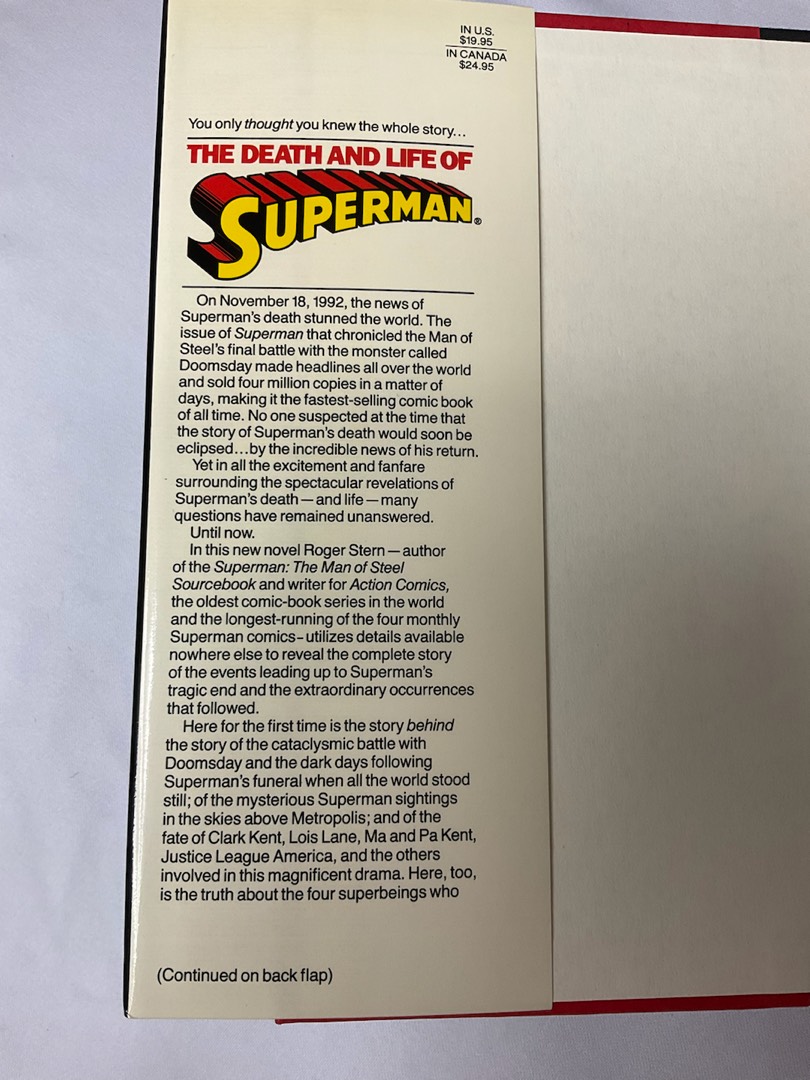 IN U.S.
$19.95
IN CANADA
$24.95
You only thought you knew the whole story...
THE DEATH AND LIFE OF
SUPERMAN®
On November 18, 1992, the news of
Superman's death stunned the world. The
issue of Superman that chronicled the Man of
Steel's final battle with the monster called
Doomsday made headlines all over the world
and sold four million copies in a matter of
days, making it the fastest-selling comic book
of all time. No one suspected at the time that
the story of Superman's death would soon be
eclipsed...by the incredible news of his return.
Yet in all the excitement and fanfare
surrounding the spectacular revelations of
Superman's death — and life — many
questions have remained unanswered.
Until now.
In this new novel Roger Stern — author
of the Superman: The Man of Steel
Sourcebook and writer for Action Comics,
the oldest comic-book series in the world
and the longest-running of the four monthly
Superman comics – utilizes details available
nowhere else to reveal the complete story
of the events leading up to Superman's
tragic end and the extraordinary occurrences
that followed.
Here for the first time is the story behind
the story of the cataclysmic battle with
Doomsday and the dark days following
Superman's funeral when all the world stood
still; of the mysterious Superman sightings
in the skies above Metropolis; and of the
fate of Clark Kent, Lois Lane, Ma and Pa Kent,
Justice League America, and the others
involved in this magnificent drama. Here, too,
is the truth about the four superbeings who
(Continued on back flap)